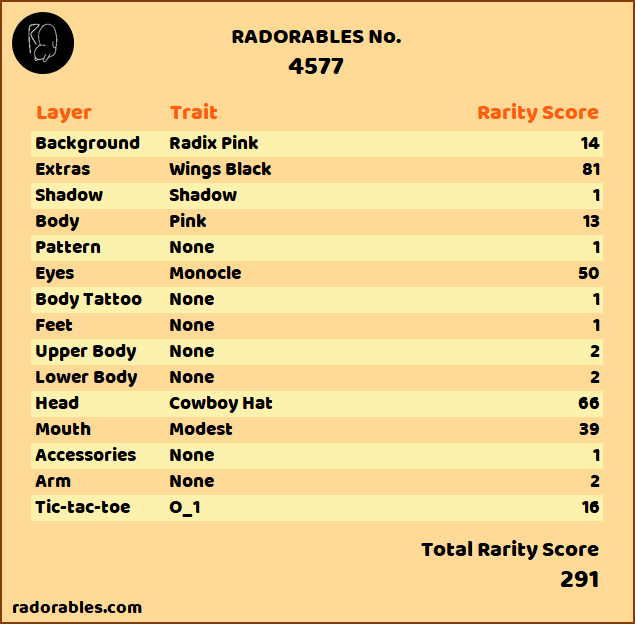 RADORABLES No.
4577
Layer Trait Rarity Score
Background Radix Pink 14
Extras Wings Black 81
Shadow Shadow 1
Body Pink 13
Pattern None 1
Eyes Monocle 50
Body Tattoo None 1
Feet None 1
Upper Body None 2
Lower Body None 2
Head Cowboy Hat 66
Mouth Modest 39
Accessories None 1
Arm None 2
Tic-tac-toe O_1 16
Total Rarity Score
291
radorables.com